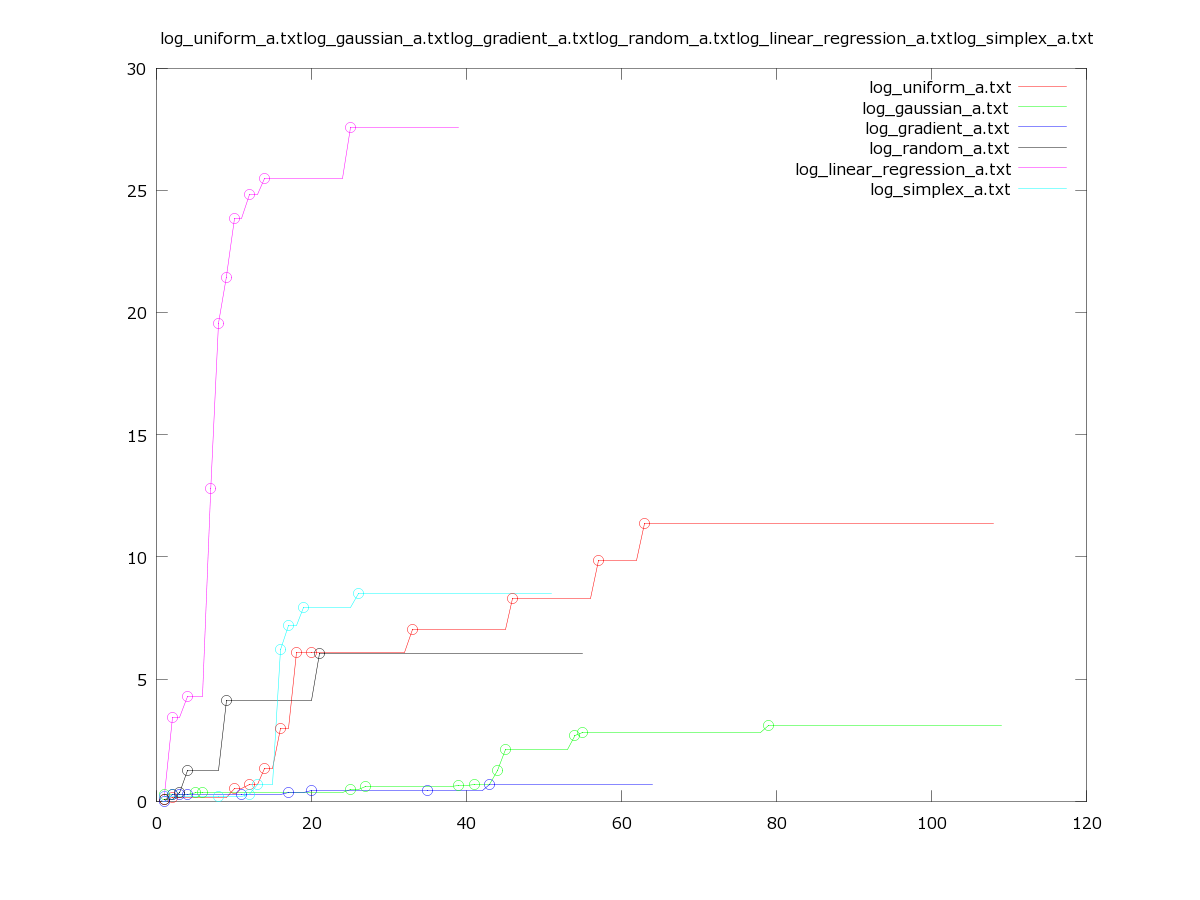 log_uniform_a.txtlog_gaussian_a.txtlog_gradient_a.txtlog_random_a.txtlog_linear_regression_a.txtlog_simplex_a.txt
30
log_uniform_a.txt
log_gaussian_a.txt
log_gradient_a.txt
log_random_a.txt
log_linear_regression_a.txt
log_simplex_a.txt
25
20
15
10
5
0
0 20 40 60 80 100 120